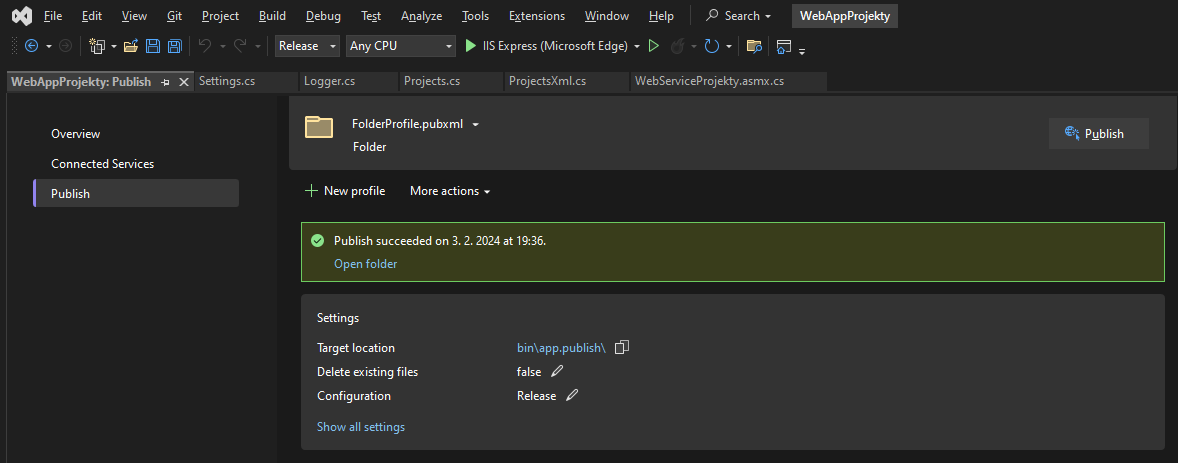 File Edit View Git Project Build Debug Test Analyze Tools Extensions Window Help Search WebAppProjekty
Release Any CPU IIS Express (Microsoft Edge)
WebAppProjekty: Publish Settings.cs Logger.cs Projects.cs ProjectsXml.cs WebServiceProjekty.asmx.cs
Overview
Connected Services
Publish
FolderProfile.pubxml
Folder
Publish
New profile More actions
Publish succeeded on 3. 2. 2024 at 19:36.
Open folder
Settings
Target location bin\app.publish\
Delete existing files false
Configuration Release
Show all settings